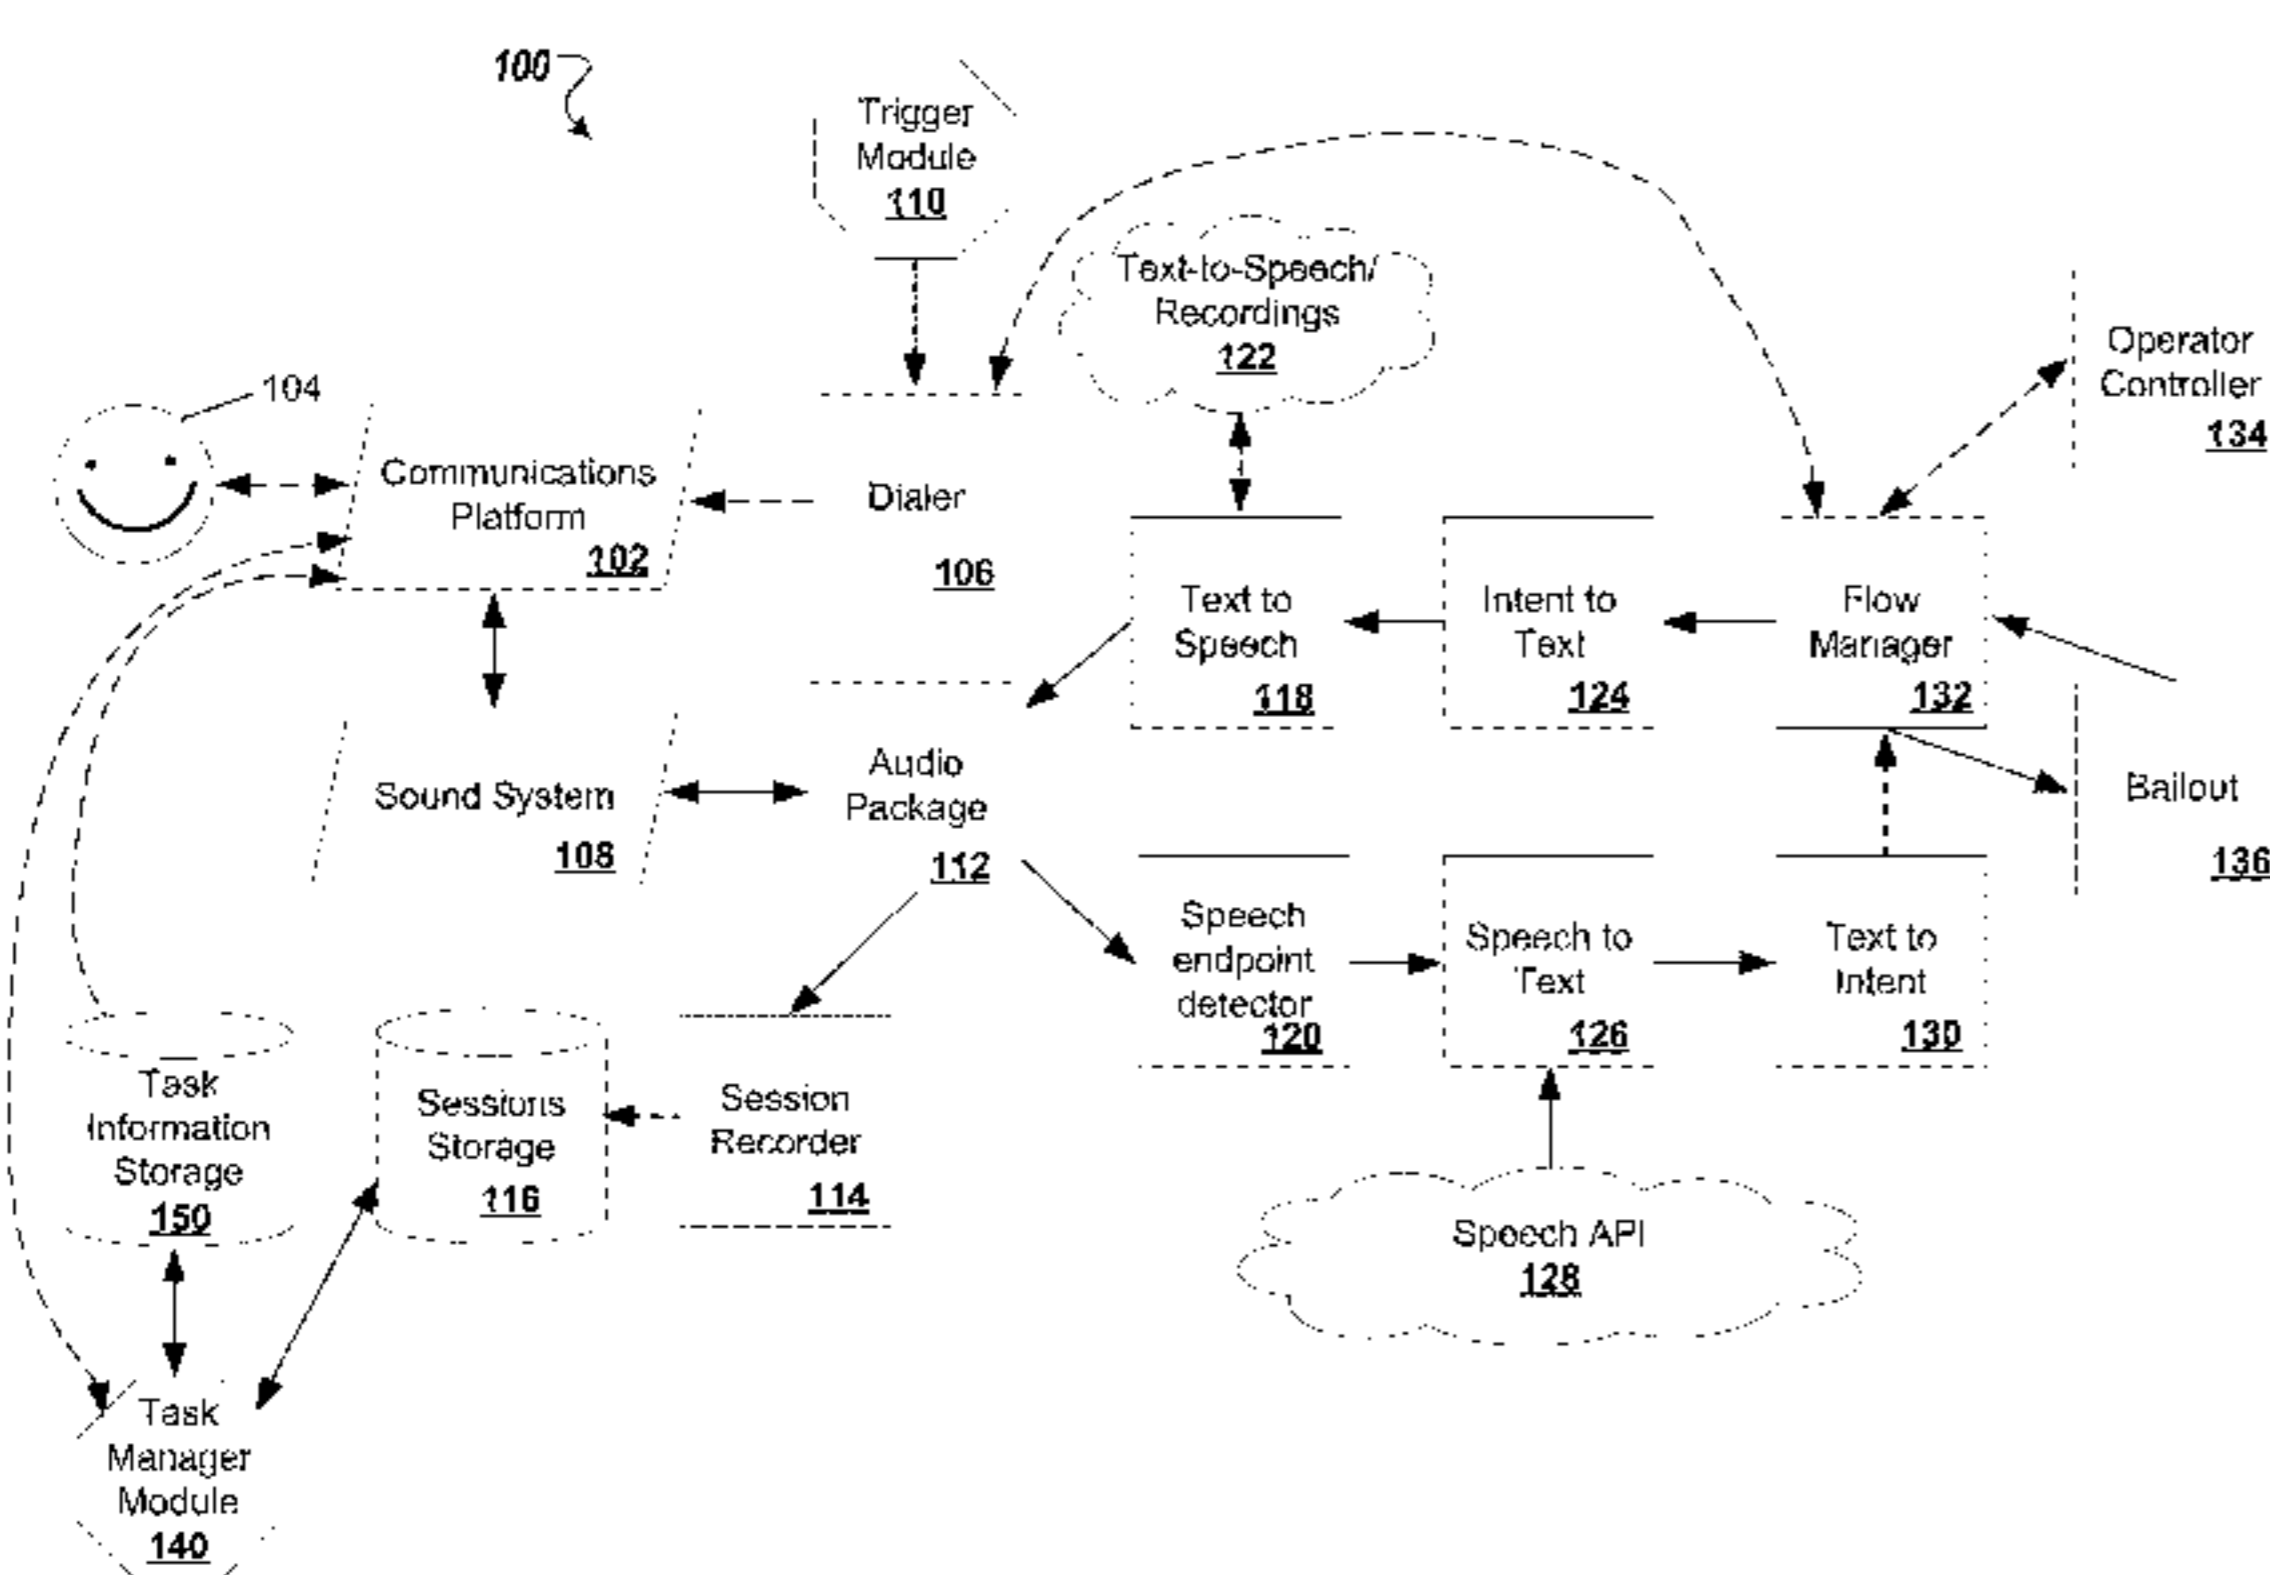 100
Trigger
Module
110
Text-to-Speech/
Recordings
122
Operator
Controller
134
104
Communications
Platform
102
Dialer
106
Text to
Speech
118
Intent to
Text
124
Flow
Manager
132
Sound System
108
Audio
Package
112
Bailout
136
Speech
endpoint
detector
120
Speech to
Text
126
Text to
Intent
130
Task
Information
Storage
150
Sessions
Storage
116
Session
Recorder
114
Speech API
128
Task
Manager
Module
140